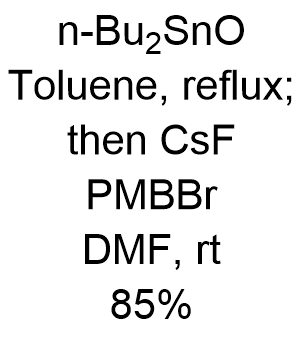 n-Bu₂SnO
Toluene, reflux;
then CsF
PMBBr
DMF, rt
85%